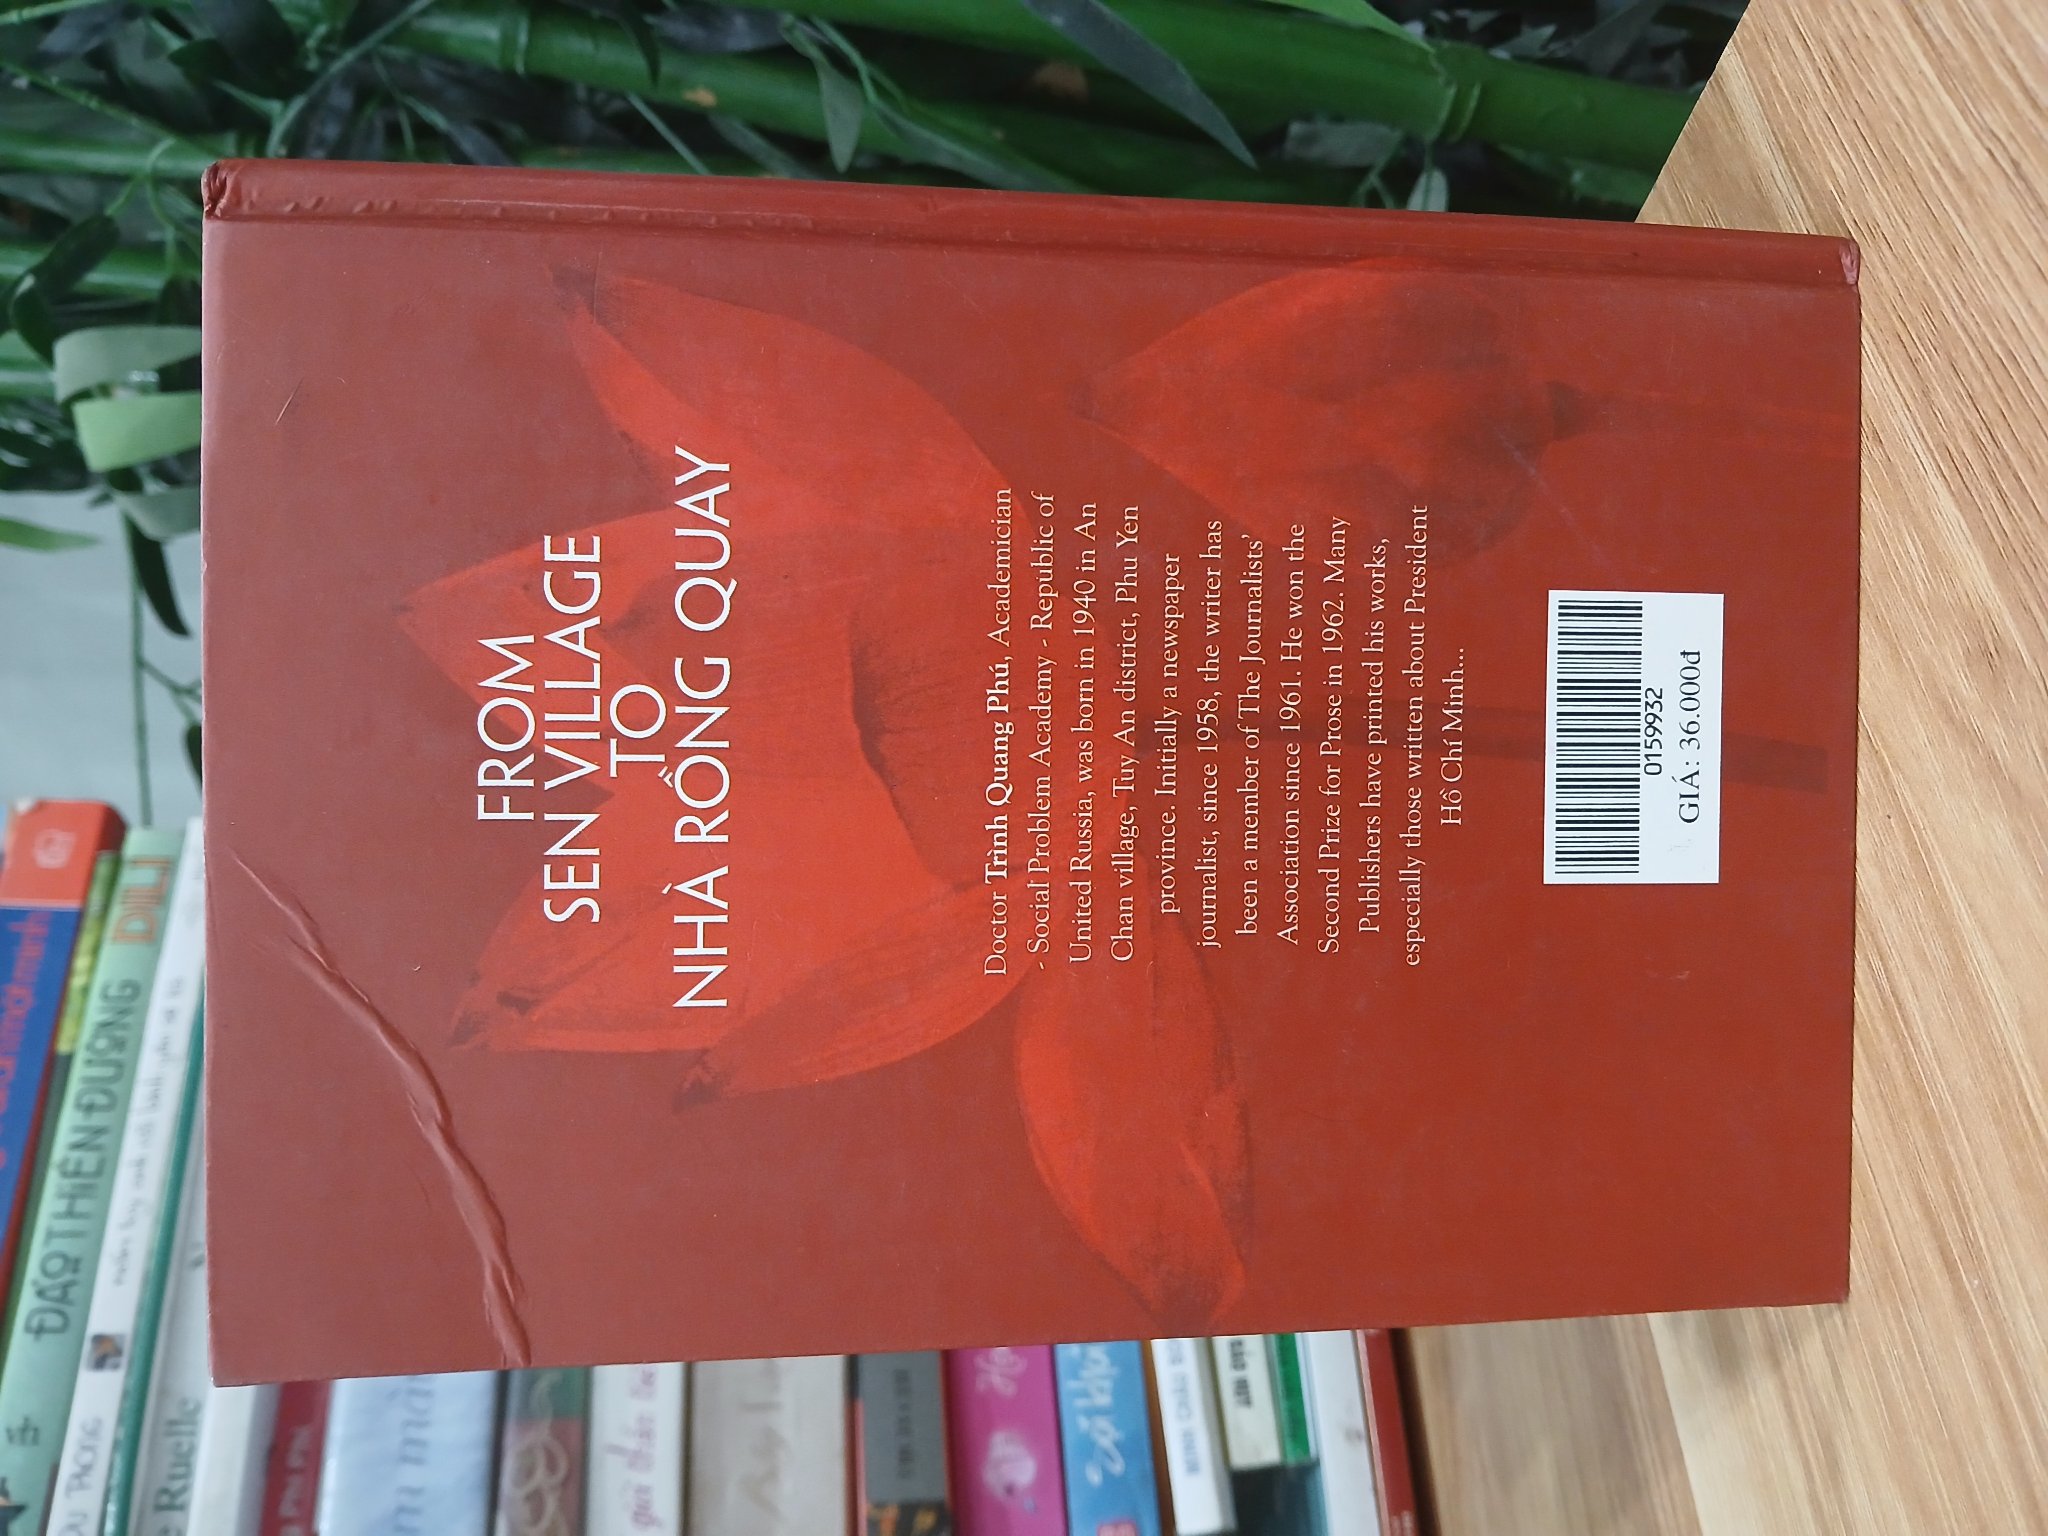 FROM
SEN VILLAGE
TO
NHÀ RỒNG QUAY
Doctor Trình Quang Phú, Academician
- Social Problem Academy - Republic of
United Russia, was born in 1940 in An
Chan village, Tuy An district, Phu Yen
province. Initially a newspaper
journalist, since 1958, the writer has
been a member of The Journalists'
Association since 1961. He won the
Second Prize for Prose in 1962. Many
Publishers have printed his works,
especially those written about President
Hồ Chí Minh...
0159932
GIÁ: 36.000đ
ĐẢO THIÊN ĐƯỜNG
DILI
Ruelle